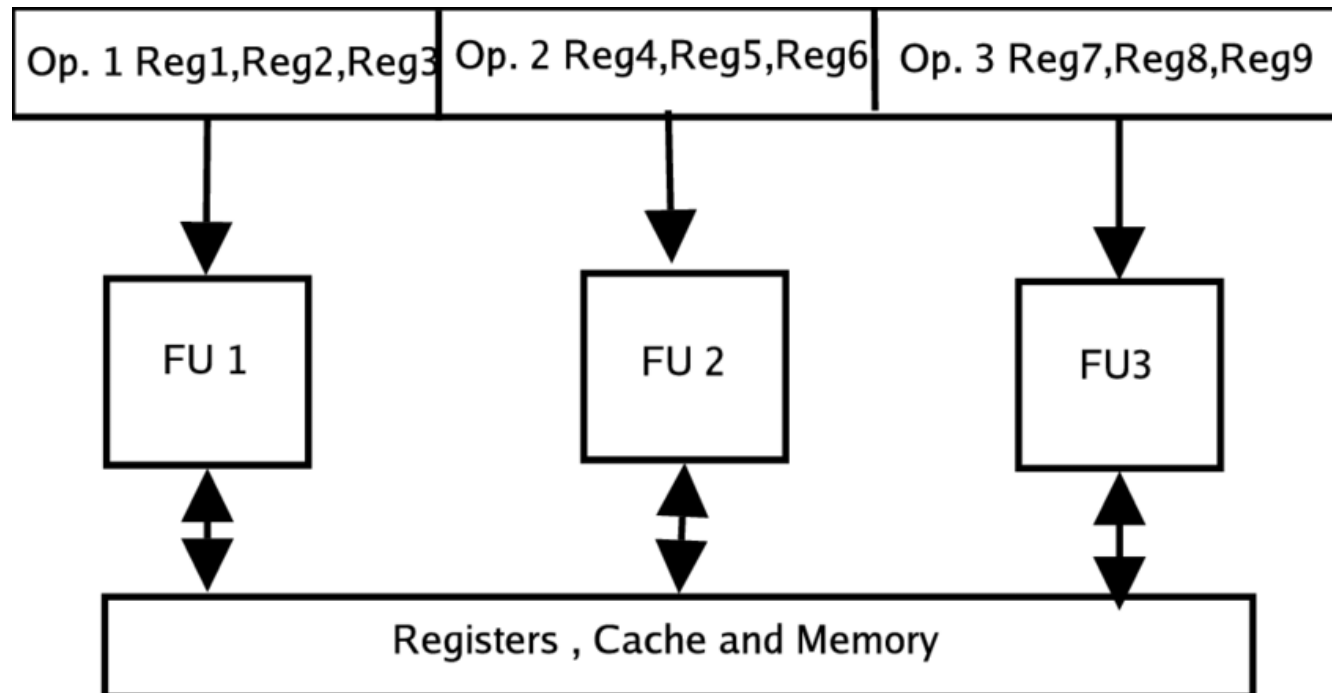 Op. 1 Reg1,Reg2,Reg3
Op. 2 Reg4,Reg5,Reg6
Op. 3 Reg7,Reg8,Reg9
FU 1
FU 2
FU3
Registers , Cache and Memory